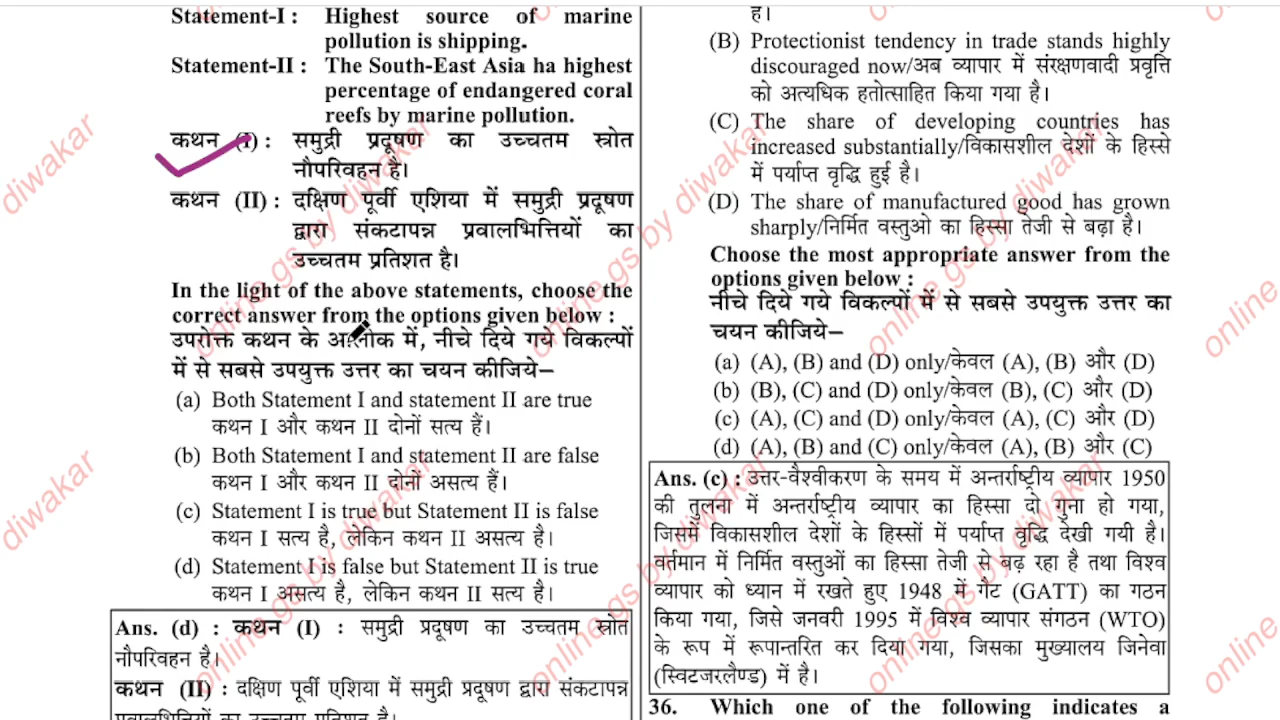 Statement-I : Highest source of marine
pollution is shipping.
Statement-II : The South-East Asia ha highest
percentage of endangered coral
reefs by marine pollution.
कथन (I) : समुद्री प्रदूषण का उच्चतम स्त्रोत
नौपरिवहन है।
कथन (II) : दक्षिण पूर्वी एशिया में समुद्री प्रदूषण
द्वारा संकटापन्न प्रवालभित्तियों का
उच्चतम प्रतिशत है।
In the light of the above statements, choose the
correct answer from the options given below :
उपरोक्त कथन के आलोक में, नीचे दिये गये विकल्पों
में से सबसे उपयुक्त उत्तर का चयन कीजिये–
(a) Both Statement I and statement II are true
कथन I और कथन II दोनों सत्य हैं।
(b) Both Statement I and statement II are false
कथन I और कथन II दोनों असत्य हैं।
(c) Statement I is true but Statement II is false
कथन I सत्य है, लेकिन कथन II असत्य है।
(d) Statement I is false but Statement II is true
कथन I असत्य है, लेकिन कथन II सत्य है।
Ans. (d) : कथन (I) : समुद्री प्रदूषण का उच्चतम स्त्रोत
नौपरिवहन है।
कथन (II) : दक्षिण पूर्वी एशिया में समुद्री प्रदूषण द्वारा संकटापन्न
प्रवालभित्तियों का उच्चतम प्रतिशत है।
है।
(B) Protectionist tendency in trade stands highly
discouraged now/अब व्यापार में संरक्षणवादी प्रवृत्ति
को अत्यधिक हतोत्साहित किया गया है।
(C) The share of developing countries has
increased substantially/विकासशील देशों के हिस्से
में पर्याप्त वृद्धि हुई है।
(D) The share of manufactured good has grown
sharply/निर्मित वस्तुओ का हिस्सा तेजी से बढ़ा है।
Choose the most appropriate answer from the
options given below :
नीचे दिये गये विकल्पों में से सबसे उपयुक्त उत्तर का
चयन कीजिये–
(a) (A), (B) and (D) only/केवल (A), (B) और (D)
(b) (B), (C) and (D) only/केवल (B), (C) और (D)
(c) (A), (C) and (D) only/केवल (A), (C) और (D)
(d) (A), (B) and (C) only/केवल (A), (B) और (C)
Ans. (c) : उत्तर-वैश्वीकरण के समय में अन्तर्राष्ट्रीय व्यापार 1950
की तुलना में अन्तर्राष्ट्रीय व्यापार का हिस्सा दो गुना हो गया,
जिसमें विकासशील देशों के हिस्सों में पर्याप्त वृद्धि देखी गयी है।
वर्तमान में निर्मित वस्तुओं का हिस्सा तेजी से बढ़ रहा है तथा विश्व
व्यापार को ध्यान में रखते हुए 1948 में गैट (GATT) का गठन
किया गया, जिसे जनवरी 1995 में विश्व व्यापार संगठन (WTO)
के रूप में रूपान्तरित कर दिया गया, जिसका मुख्यालय जिनेवा
(स्विटजरलैण्ड) में है।
36. Which one of the following indicates a
online gs by diwakar